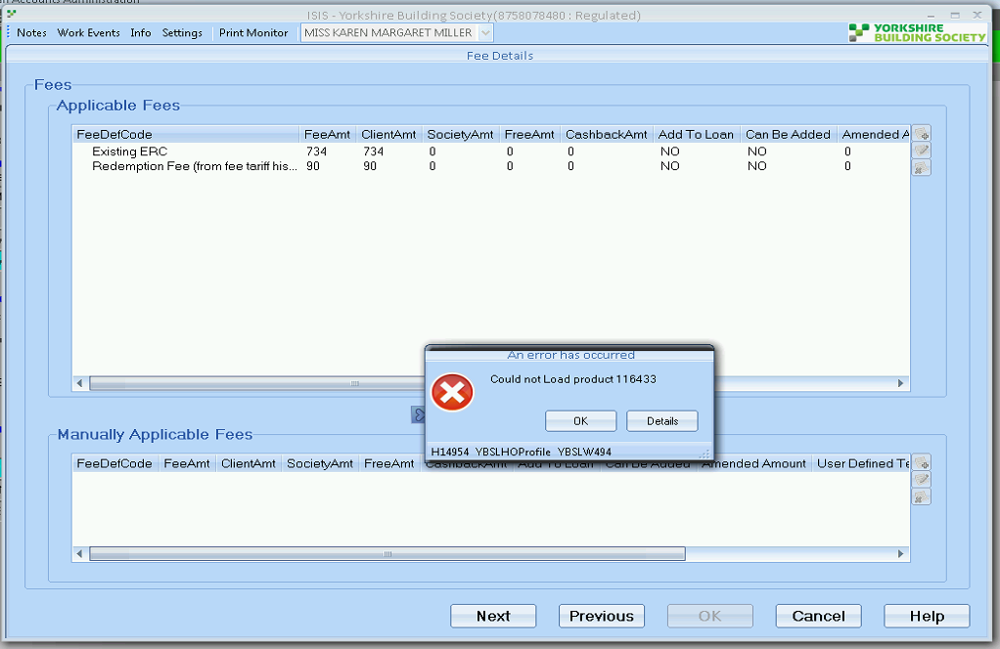 n Accounts Administration
ISIS - Yorkshire Building Society(8758078480 : Regulated)
Notes Work Events Info Settings Print Monitor MISS KAREN MARGARET MILLER
YORKSHIRE
BUILDING SOCIETY
Fee Details
Fees
Applicable Fees
FeeDefCode FeeAmt ClientAmt SocietyAmt FreeAmt CashbackAmt Add To Loan Can Be Added Amended A
Existing ERC 734 734 0 0 0 NO NO 0
Redemption Fee (from fee tariff his... 90 90 0 0 0 NO NO 0
An error has occurred
Could not Load product 116433
OK Details
H14954 YBSLHOProfile YBSLW494
Manually Applicable Fees
FeeDefCode FeeAmt ClientAmt SocietyAmt FreeAmt CashbackAmt Add To Loan Can Be Added Amended Amount User Defined Te
Next Previous OK Cancel Help